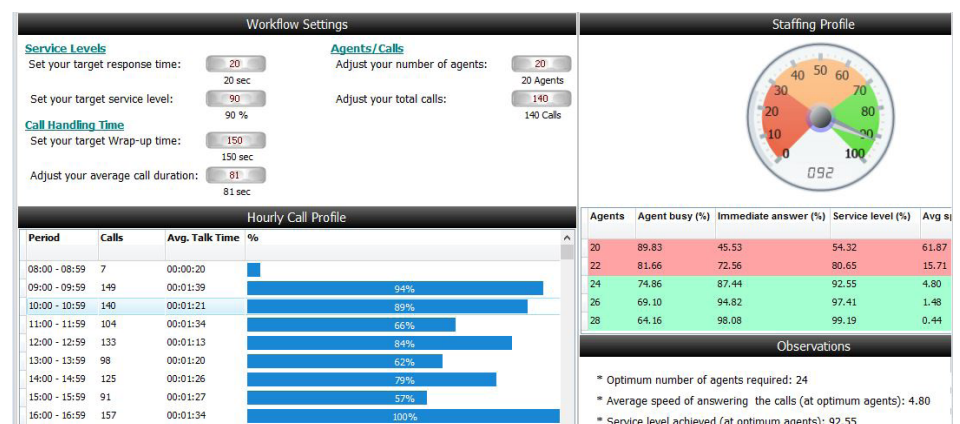 Workflow Settings
Service Levels
Set your target response time: 20
20 sec
Set your target service level: 90
90 %
Call Handling Time
Set your target Wrap-up time: 150
150 sec
Adjust your average call duration: 81
81 sec
Agents/Calls
Adjust your number of agents: 20
20 Agents
Adjust your total calls: 140
140 Calls
Hourly Call Profile
Period Calls Avg. Talk Time %
08:00 - 08:59 7 00:00:20
09:00 - 09:59 149 00:01:39 94%
10:00 - 10:59 140 00:01:21 89%
11:00 - 11:59 104 00:01:34 66%
12:00 - 12:59 133 00:01:13 84%
13:00 - 13:59 98 00:01:20 62%
14:00 - 14:59 125 00:01:26 79%
15:00 - 15:59 91 00:01:27 57%
16:00 - 16:59 157 00:01:34 100%
Staffing Profile
0 10 20 30 40 50 60 70 80 90 100
092
Agents Agent busy (%) Immediate answer (%) Service level (%) Avg s
20 89.83 45.53 54.32 61.87
22 81.66 72.56 80.65 15.71
24 74.86 87.44 92.55 4.80
26 69.10 94.82 97.41 1.48
28 64.16 98.08 99.19 0.44
Observations
* Optimum number of agents required: 24
* Average speed of answering the calls (at optimum agents): 4.80
* Service level achieved (at optimum agents): 92.55